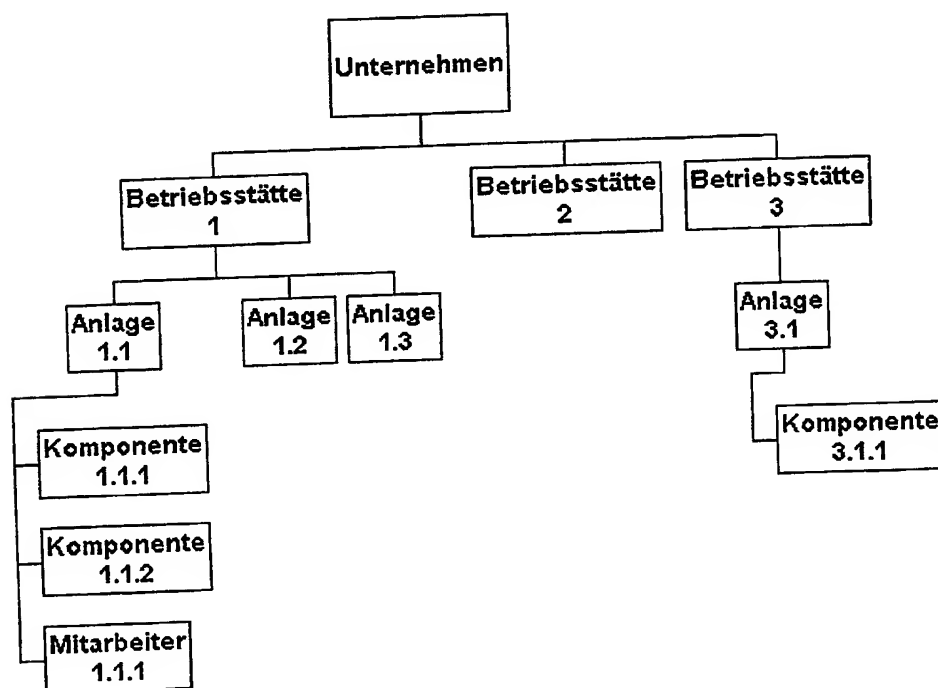 Unternehmen
Betriebsstätte
1
Betriebsstätte
2
Betriebsstätte
3
Anlage
1.1
Anlage
1.2
Anlage
1.3
Anlage
3.1
Komponente
1.1.1
Komponente
3.1.1
Komponente
1.1.2
Mitarbeiter
1.1.1